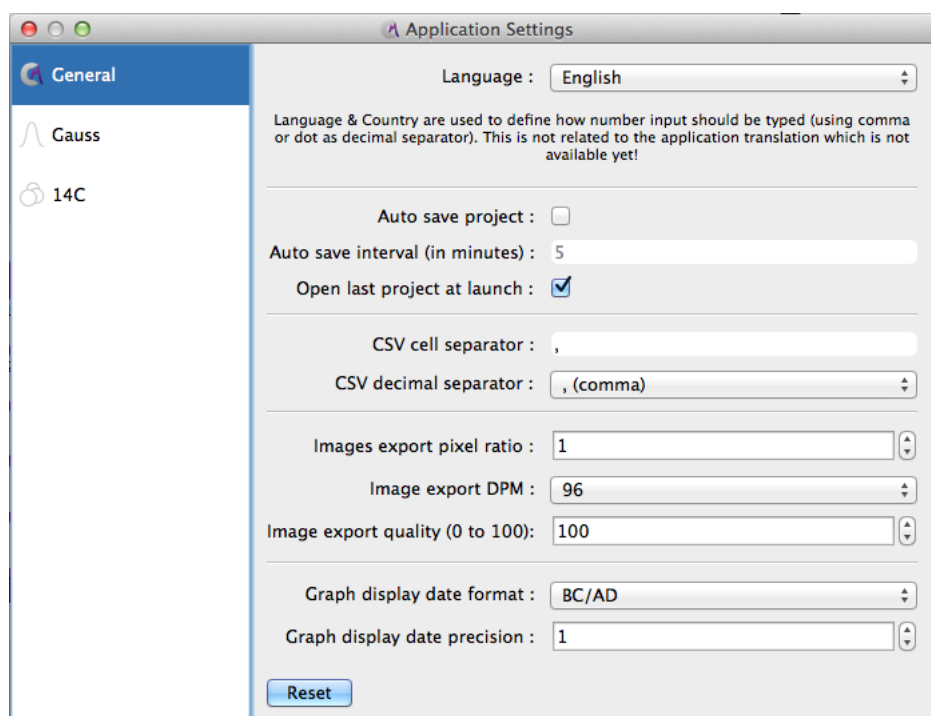 Application Settings
General
Gauss
14C
Language : English
Language & Country are used to define how number input should be typed (using comma
or dot as decimal separator). This is not related to the application translation which is not
available yet!
Auto save project :
Auto save interval (in minutes) : 5
Open last project at launch :
CSV cell separator : ,
CSV decimal separator : , (comma)
Images export pixel ratio : 1
Image export DPM : 96
Image export quality (0 to 100): 100
Graph display date format : BC/AD
Graph display date precision : 1
Reset